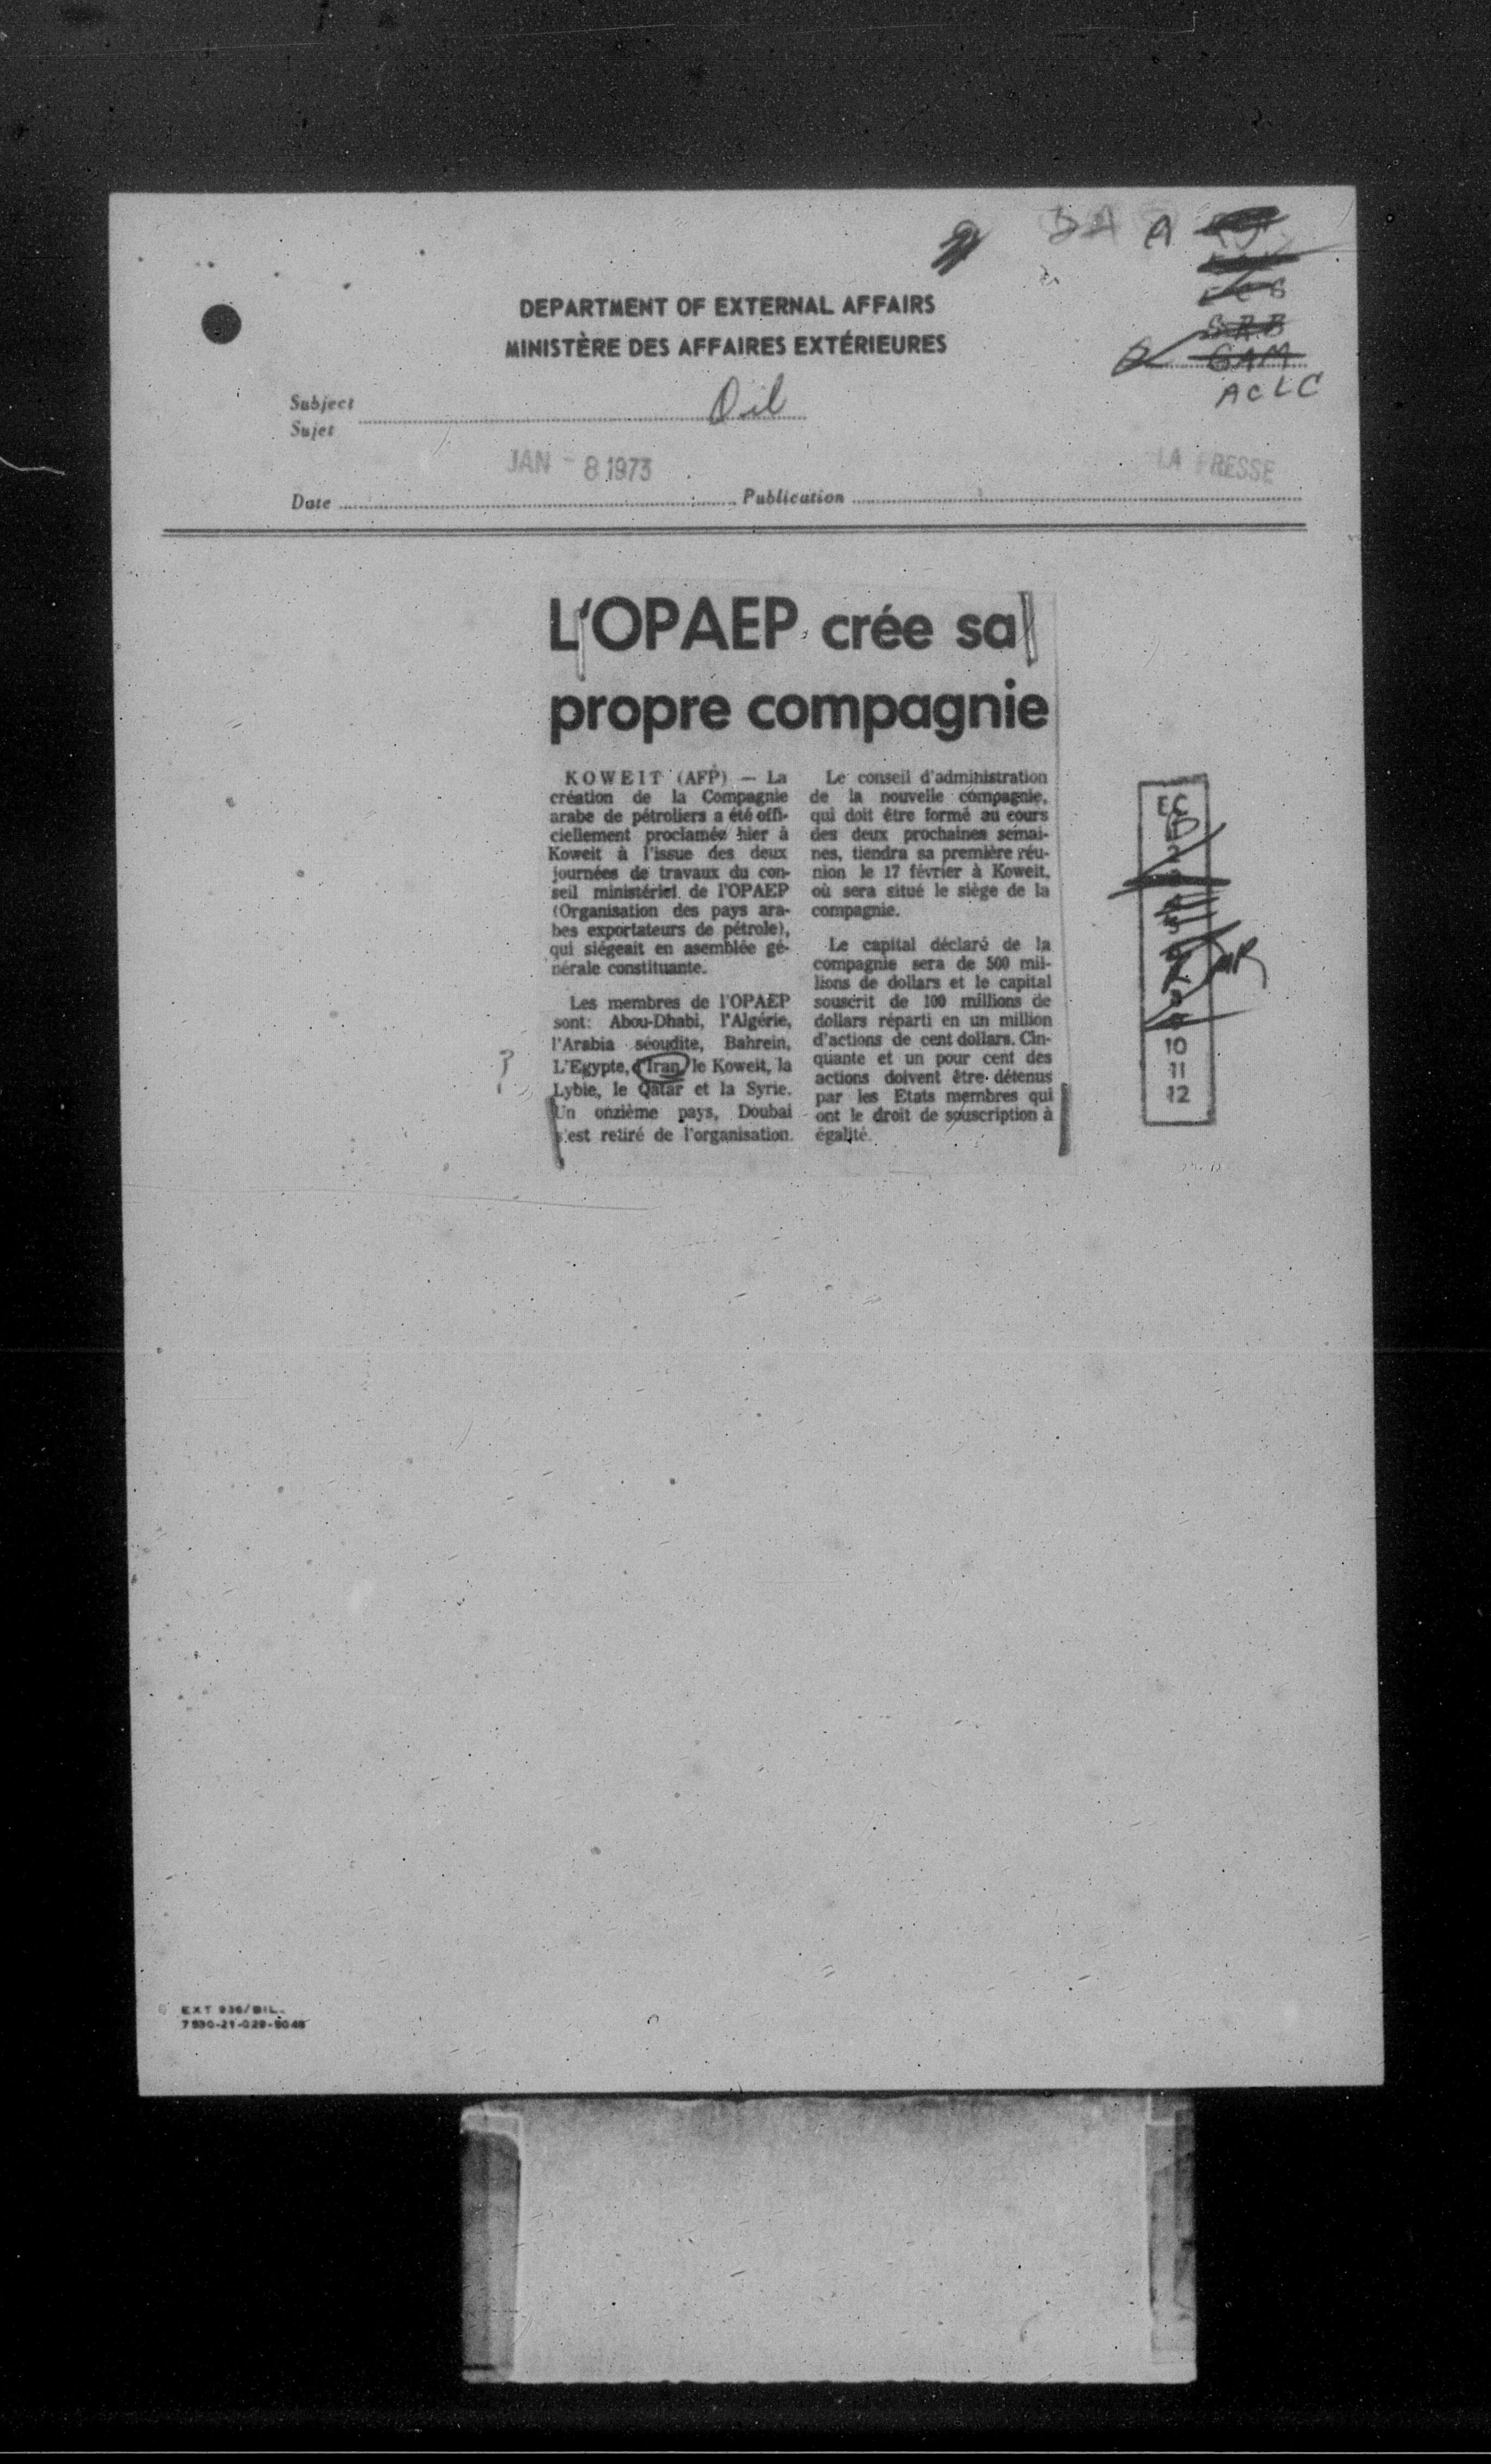 DEPARTMENT OF EXTERNAL AFFAIRS
MINISTÈRE DES AFFAIRES EXTÉRIEURES
SRB
GAM
ACLC
Subject
Sujet
Oil
JAN - 8 1973
LA PRESSE
Date
Publication
L'OPAEP crée sa
propre compagnie
KOWEIT (AFP) — La
création de la Compagnie
arabe de pétroliers a été offi-
ciellement proclamée hier à
Koweit à l'issue des deux
journées de travaux du con-
seil ministériel de l'OPAEP
(Organisation des pays ara-
bes exportateurs de pétrole),
qui siégeait en asemblée gé-
nérale constituante.
Les membres de l'OPAEP
sont: Abou-Dhabi, l'Algérie,
l'Arabia séoudite, Bahrein,
L'Egypte, l'Iran, le Koweit, la
Lybie, le Qatar et la Syrie.
Un onzième pays, Doubai
s'est retiré de l'organisation.
Le conseil d'administration
de la nouvelle compagnie,
qui doit être formé au cours
des deux prochaines semai-
nes, tiendra sa première réu-
nion le 17 février à Koweit,
où sera situé le siège de la
compagnie.
Le capital déclaré de la
compagnie sera de 500 mil-
lions de dollars et le capital
souscrit de 100 millions de
dollars réparti en un million
d'actions de cent dollars. Cin-
quante et un pour cent des
actions doivent être détenus
par les Etats membres qui
ont le droit de souscription à
égalité.
?
EC
10
11
12
EXT 936/BIL.
7530-21-029-5046